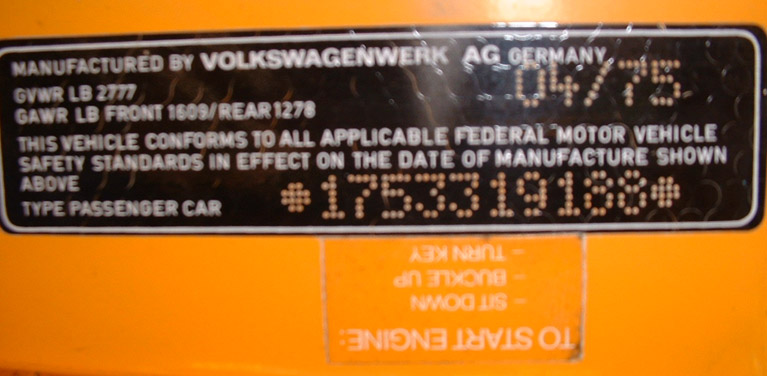 MANUFACTURED BY VOLKSWAGENWERK AG GERMANY
04/75
GVWR LB 2777
GAWR LB FRONT 1609/REAR 1278
THIS VEHICLE CONFORMS TO ALL APPLICABLE FEDERAL MOTOR VEHICLE
SAFETY STANDARDS IN EFFECT ON THE DATE OF MANUFACTURE SHOWN
ABOVE
TYPE PASSENGER CAR *1753319188*
TO START ENGINE:
– SIT DOWN
– BUCKLE UP
– TURN KEY